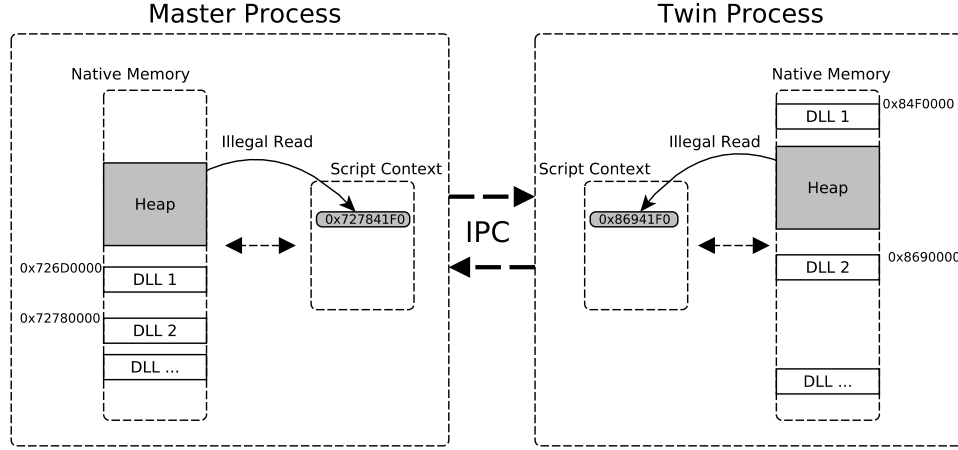 Master Process
Native Memory
Illegal Read
Script Context
Heap
0x727841F0
0x726D0000
DLL 1
0x72780000
DLL 2
DLL ...
IPC
Twin Process
Native Memory
0x84F0000
DLL 1
Illegal Read
Script Context
Heap
0x86941F0
0x8690000
DLL 2
DLL ...